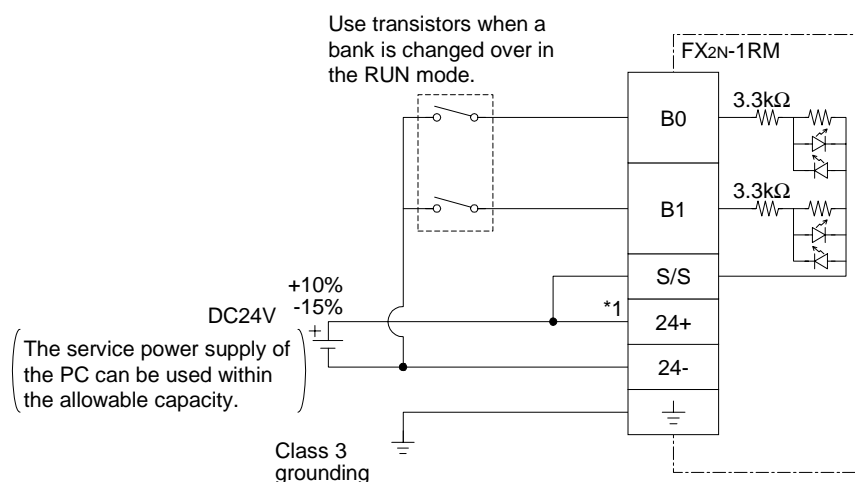 Use transistors when a
bank is changed over in
the RUN mode.
FX2N-1RM
B0
3.3kΩ
B1
3.3kΩ
S/S
+10%
-15%
*1
DC24V
+
24+
The service power supply of
the PC can be used within
the allowable capacity.
24-
Class 3
grounding